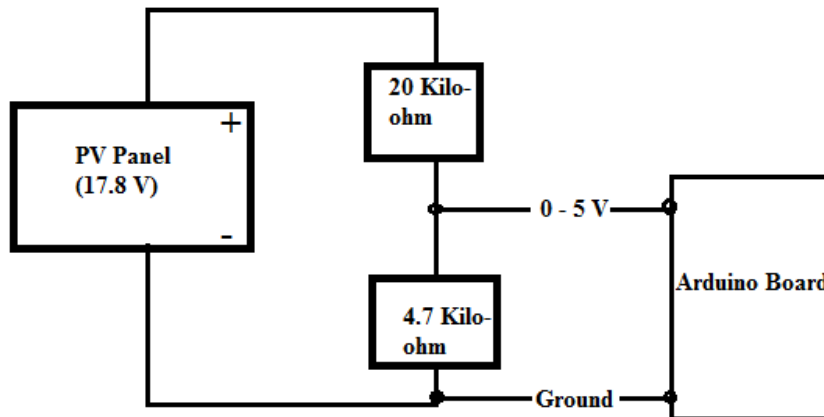 20 Kilo-
ohm
+
PV Panel
(17.8 V)
-
0 - 5 V
Arduino Board
4.7 Kilo-
ohm
Ground